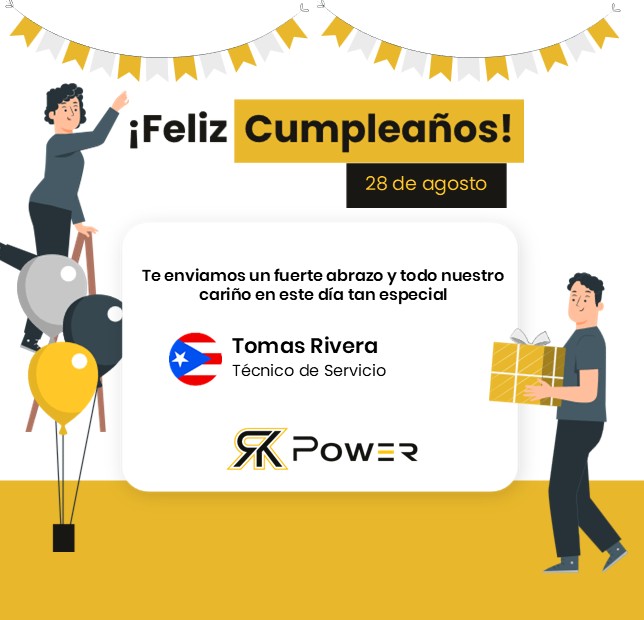 ¡Feliz Cumpleaños!
28 de agosto
Te enviamos un fuerte abrazo y todo nuestro
cariño en este día tan especial
Tomas Rivera
Técnico de Servicio
RK Power